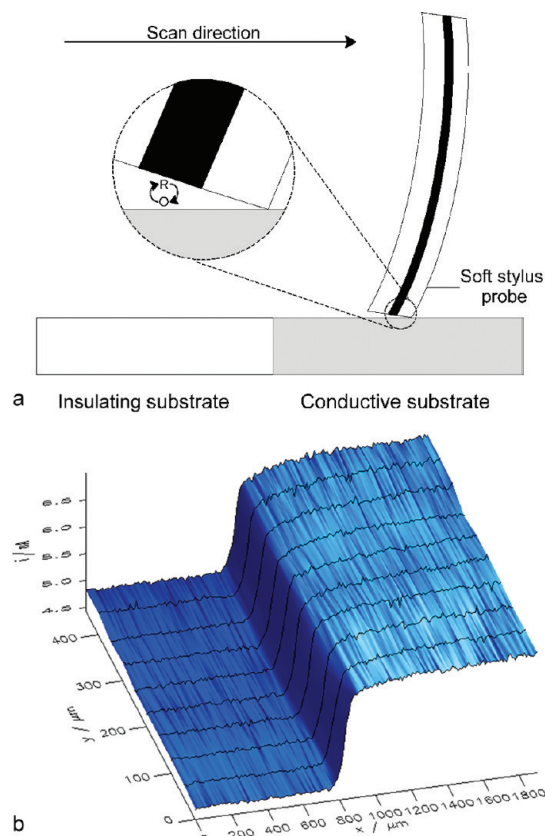 Scan direction
R
O
Soft stylus
probe
a
Insulating substrate
Conductive substrate
i/nA
6.5
6.0
5.5
5.0
4.5
400
300
200
100
0
y / µm
200
400
600
800
1000
1200
1400
1600
1800
x / µm
b